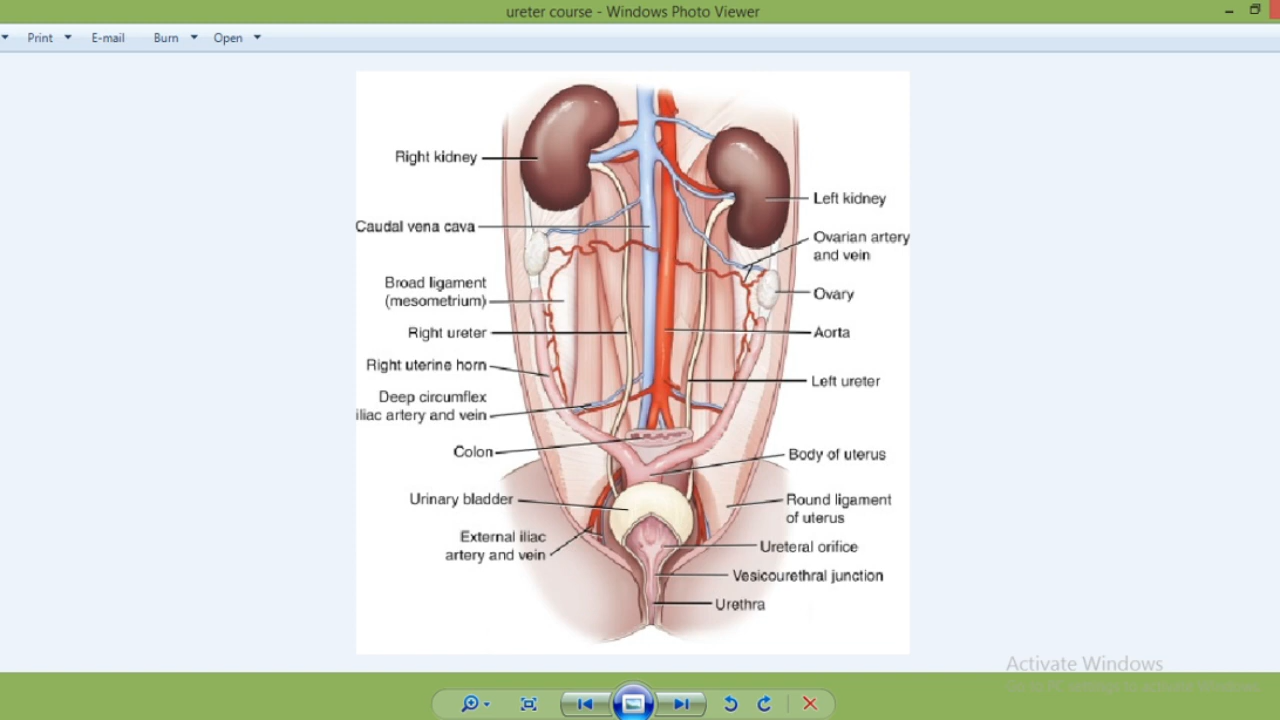 ureter course - Windows Photo Viewer
Print E-mail Burn Open
Right kidney
Left kidney
Caudal vena cava
Ovarian artery
and vein
Broad ligament
(mesometrium)
Ovary
Right ureter
Aorta
Right uterine horn
Left ureter
Deep circumflex
iliac artery and vein
Colon
Body of uterus
Urinary bladder
Round ligament
of uterus
External iliac
artery and vein
Ureteral orifice
Vesicourethral junction
Urethra
Activate Windows